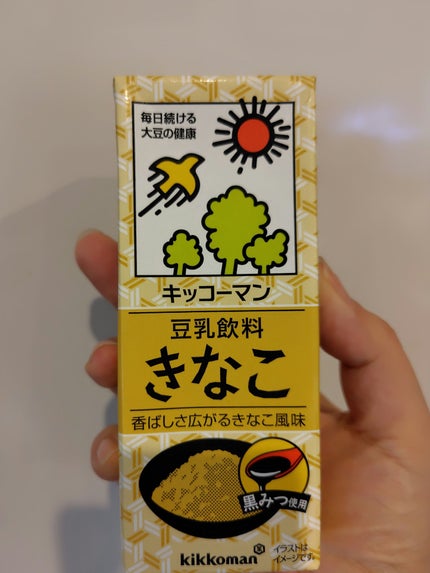 毎日続ける
大豆の健康
キッコーマン
豆乳飲料
きなこ
香ばしさ広がるきなこ風味
黒みつ使用
kikkoman®
イラストは
イメージです。